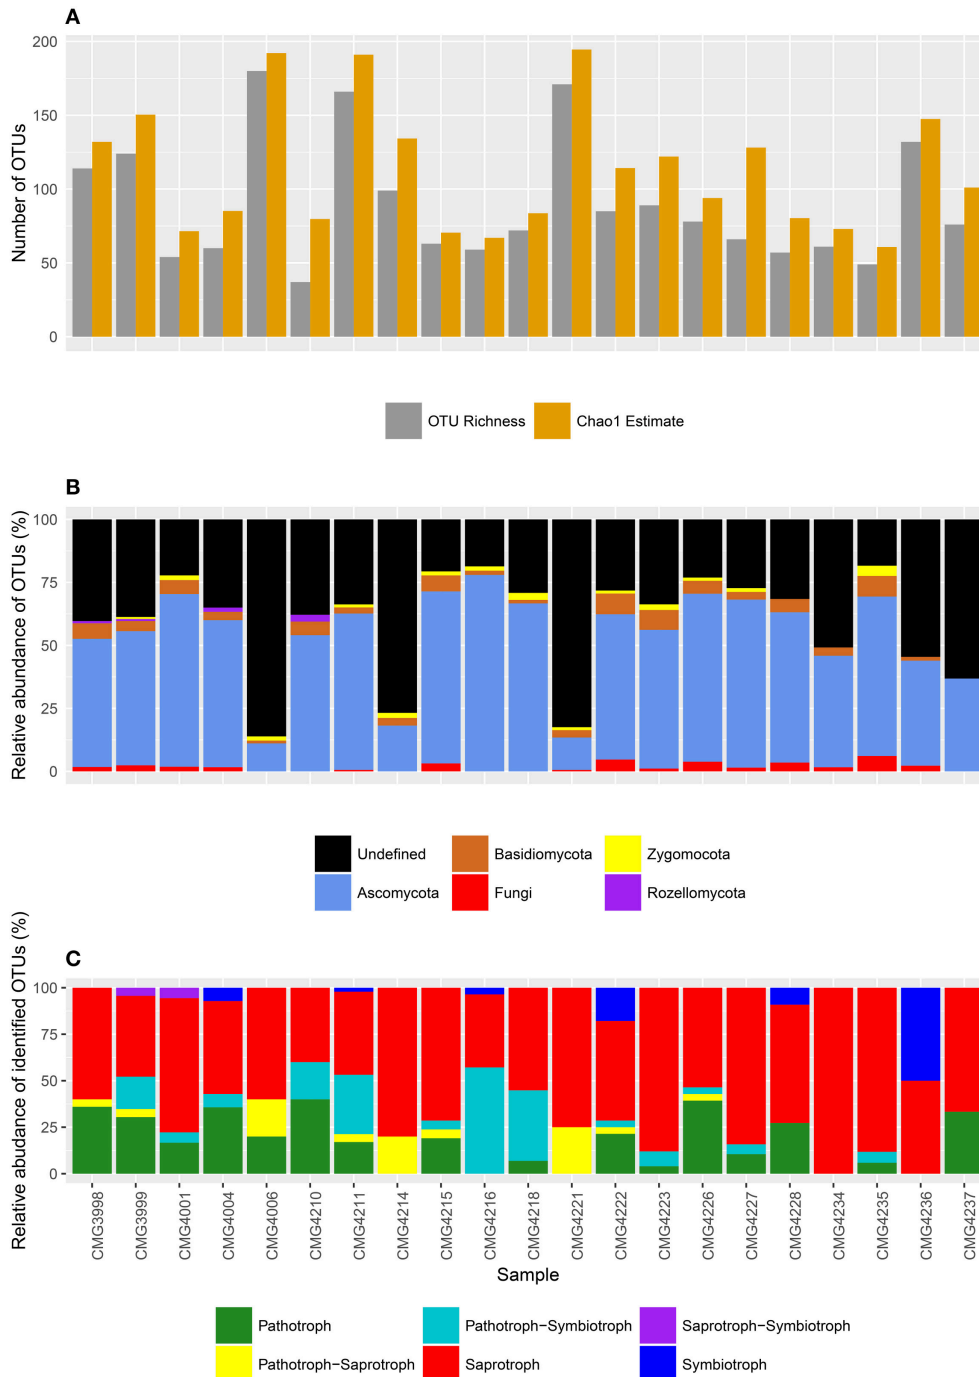 A
Number of OTUs
200
150
100
50
0
OTU Richness
Chao1 Estimate
B
Relative abundance of OTUs (%)
100
75
50
25
0
Undefined
Basidiomycota
Zygomocota
Ascomycota
Fungi
Rozellomycota
C
Relative abudance of identified OTUs (%)
100
75
50
25
0
CMG3998
CMG3999
CMG4001
CMG4004
CMG4006
CMG4210
CMG4211
CMG4214
CMG4215
CMG4216
CMG4218
CMG4221
CMG4222
CMG4223
CMG4226
CMG4227
CMG4228
CMG4234
CMG4235
CMG4236
CMG4237
Sample
Pathotroph
Pathotroph−Symbiotroph
Saprotroph−Symbiotroph
Pathotroph−Saprotroph
Saprotroph
Symbiotroph